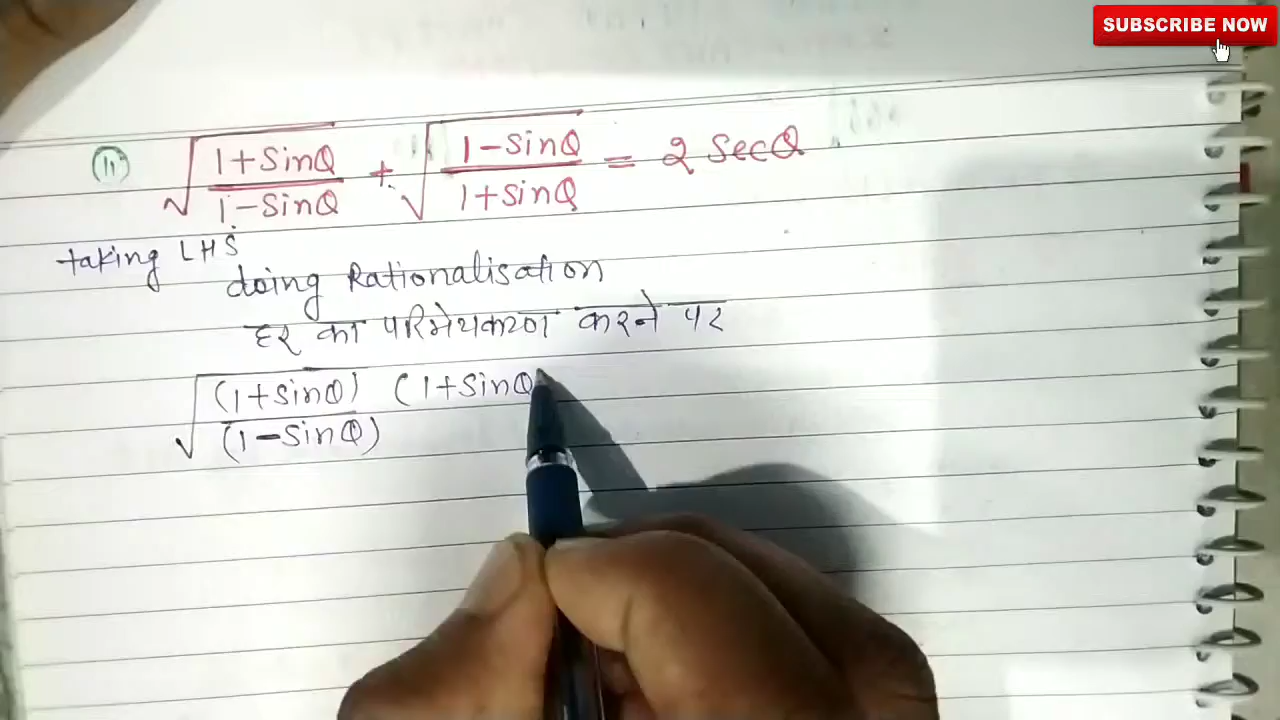 SUBSCRIBE NOW
(11) √(1+SinQ / 1-SinQ) + √(1-SinQ / 1+SinQ) = 2 SecQ
taking LHS
doing Rationalisation
हर का परिमेयकरण करने पर
√((1+SinQ) (1+SinQ / (1-SinQ))